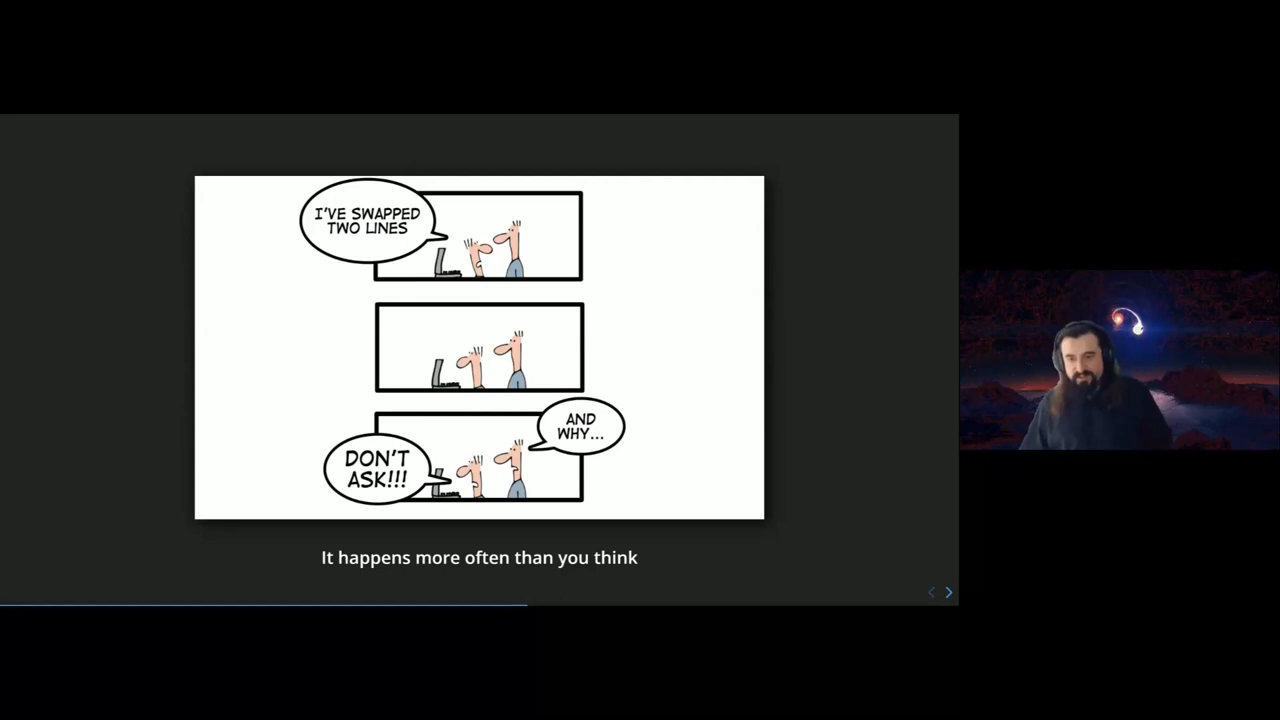 I'VE SWAPPED
TWO LINES
AND
WHY...
DON'T
ASK!!!
It happens more often than you think